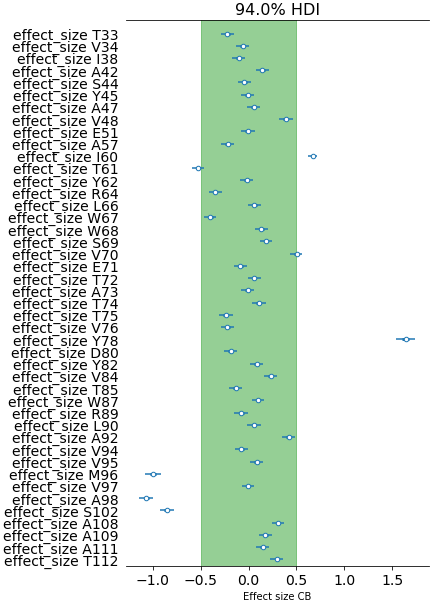 94.0% HDI
effect_size T33
effect_size V34
effect_size I38
effect_size A42
effect_size S44
effect_size Y45
effect_size A47
effect_size V48
effect_size E51
effect_size A57
effect_size I60
effect_size T61
effect_size Y62
effect_size R64
effect_size L66
effect_size W67
effect_size W68
effect_size S69
effect_size V70
effect_size E71
effect_size T72
effect_size A73
effect_size T74
effect_size T75
effect_size V76
effect_size Y78
effect_size D80
effect_size Y82
effect_size V84
effect_size T85
effect_size W87
effect_size R89
effect_size L90
effect_size A92
effect_size V94
effect_size V95
effect_size M96
effect_size V97
effect_size A98
effect_size S102
effect_size A108
effect_size A109
effect_size A111
effect_size T112
−1.0 −0.5 0.0 0.5 1.0 1.5
Effect size CB